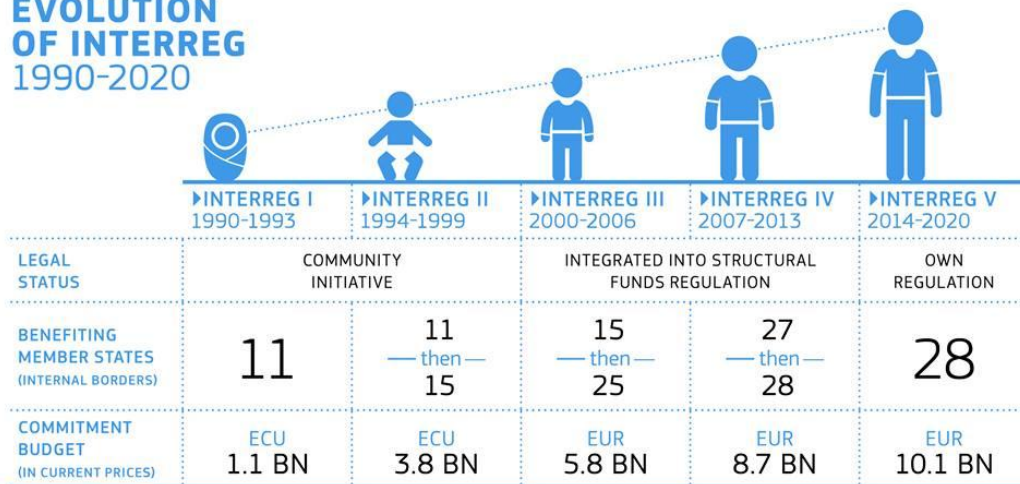 EVOLUTION
OF INTERREG
1990-2020
INTERREG I
1990-1993
INTERREG II
1994-1999
INTERREG III
2000-2006
INTERREG IV
2007-2013
INTERREG V
2014-2020
LEGAL
STATUS
COMMUNITY
INITIATIVE
INTEGRATED INTO STRUCTURAL
FUNDS REGULATION
OWN
REGULATION
BENEFITING
MEMBER STATES
(INTERNAL BORDERS)
11
11
then
15
15
then
25
27
then
28
28
COMMITMENT
BUDGET
(IN CURRENT PRICES)
ECU
1.1 BN
ECU
3.8 BN
EUR
5.8 BN
EUR
8.7 BN
EUR
10.1 BN